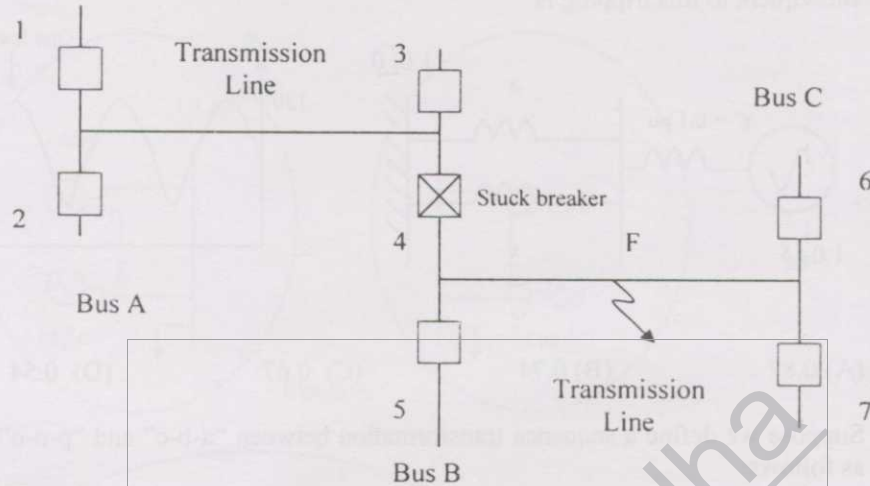 1
Transmission
Line
3
Bus C
6
2
Stuck breaker
4
F
Bus A
Transmission
Line
5
7
Bus B